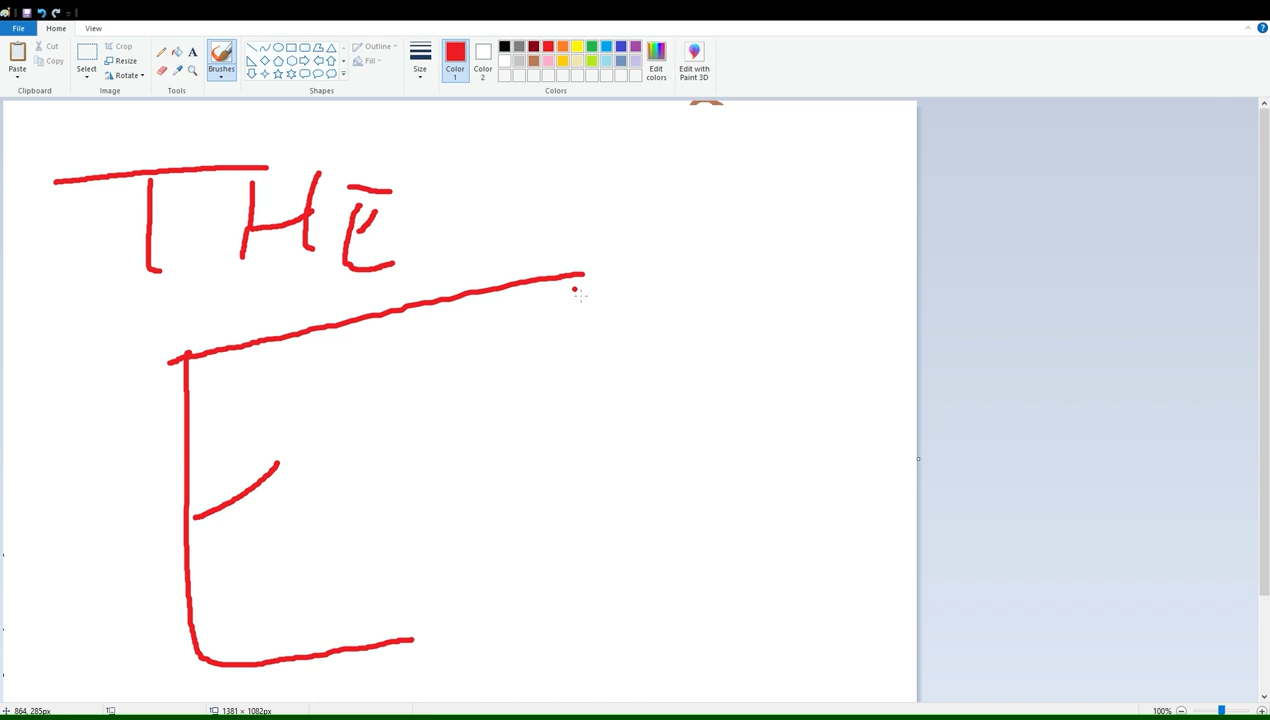 File Home View
Paste Cut Copy Select Crop Resize Rotate Brushes Size Outline Fill Color 1 Color 2 Edit colors Edit with Paint 3D
Clipboard Image Tools Shapes Colors
THE
E
864, 285px 1381 × 1082px 100%